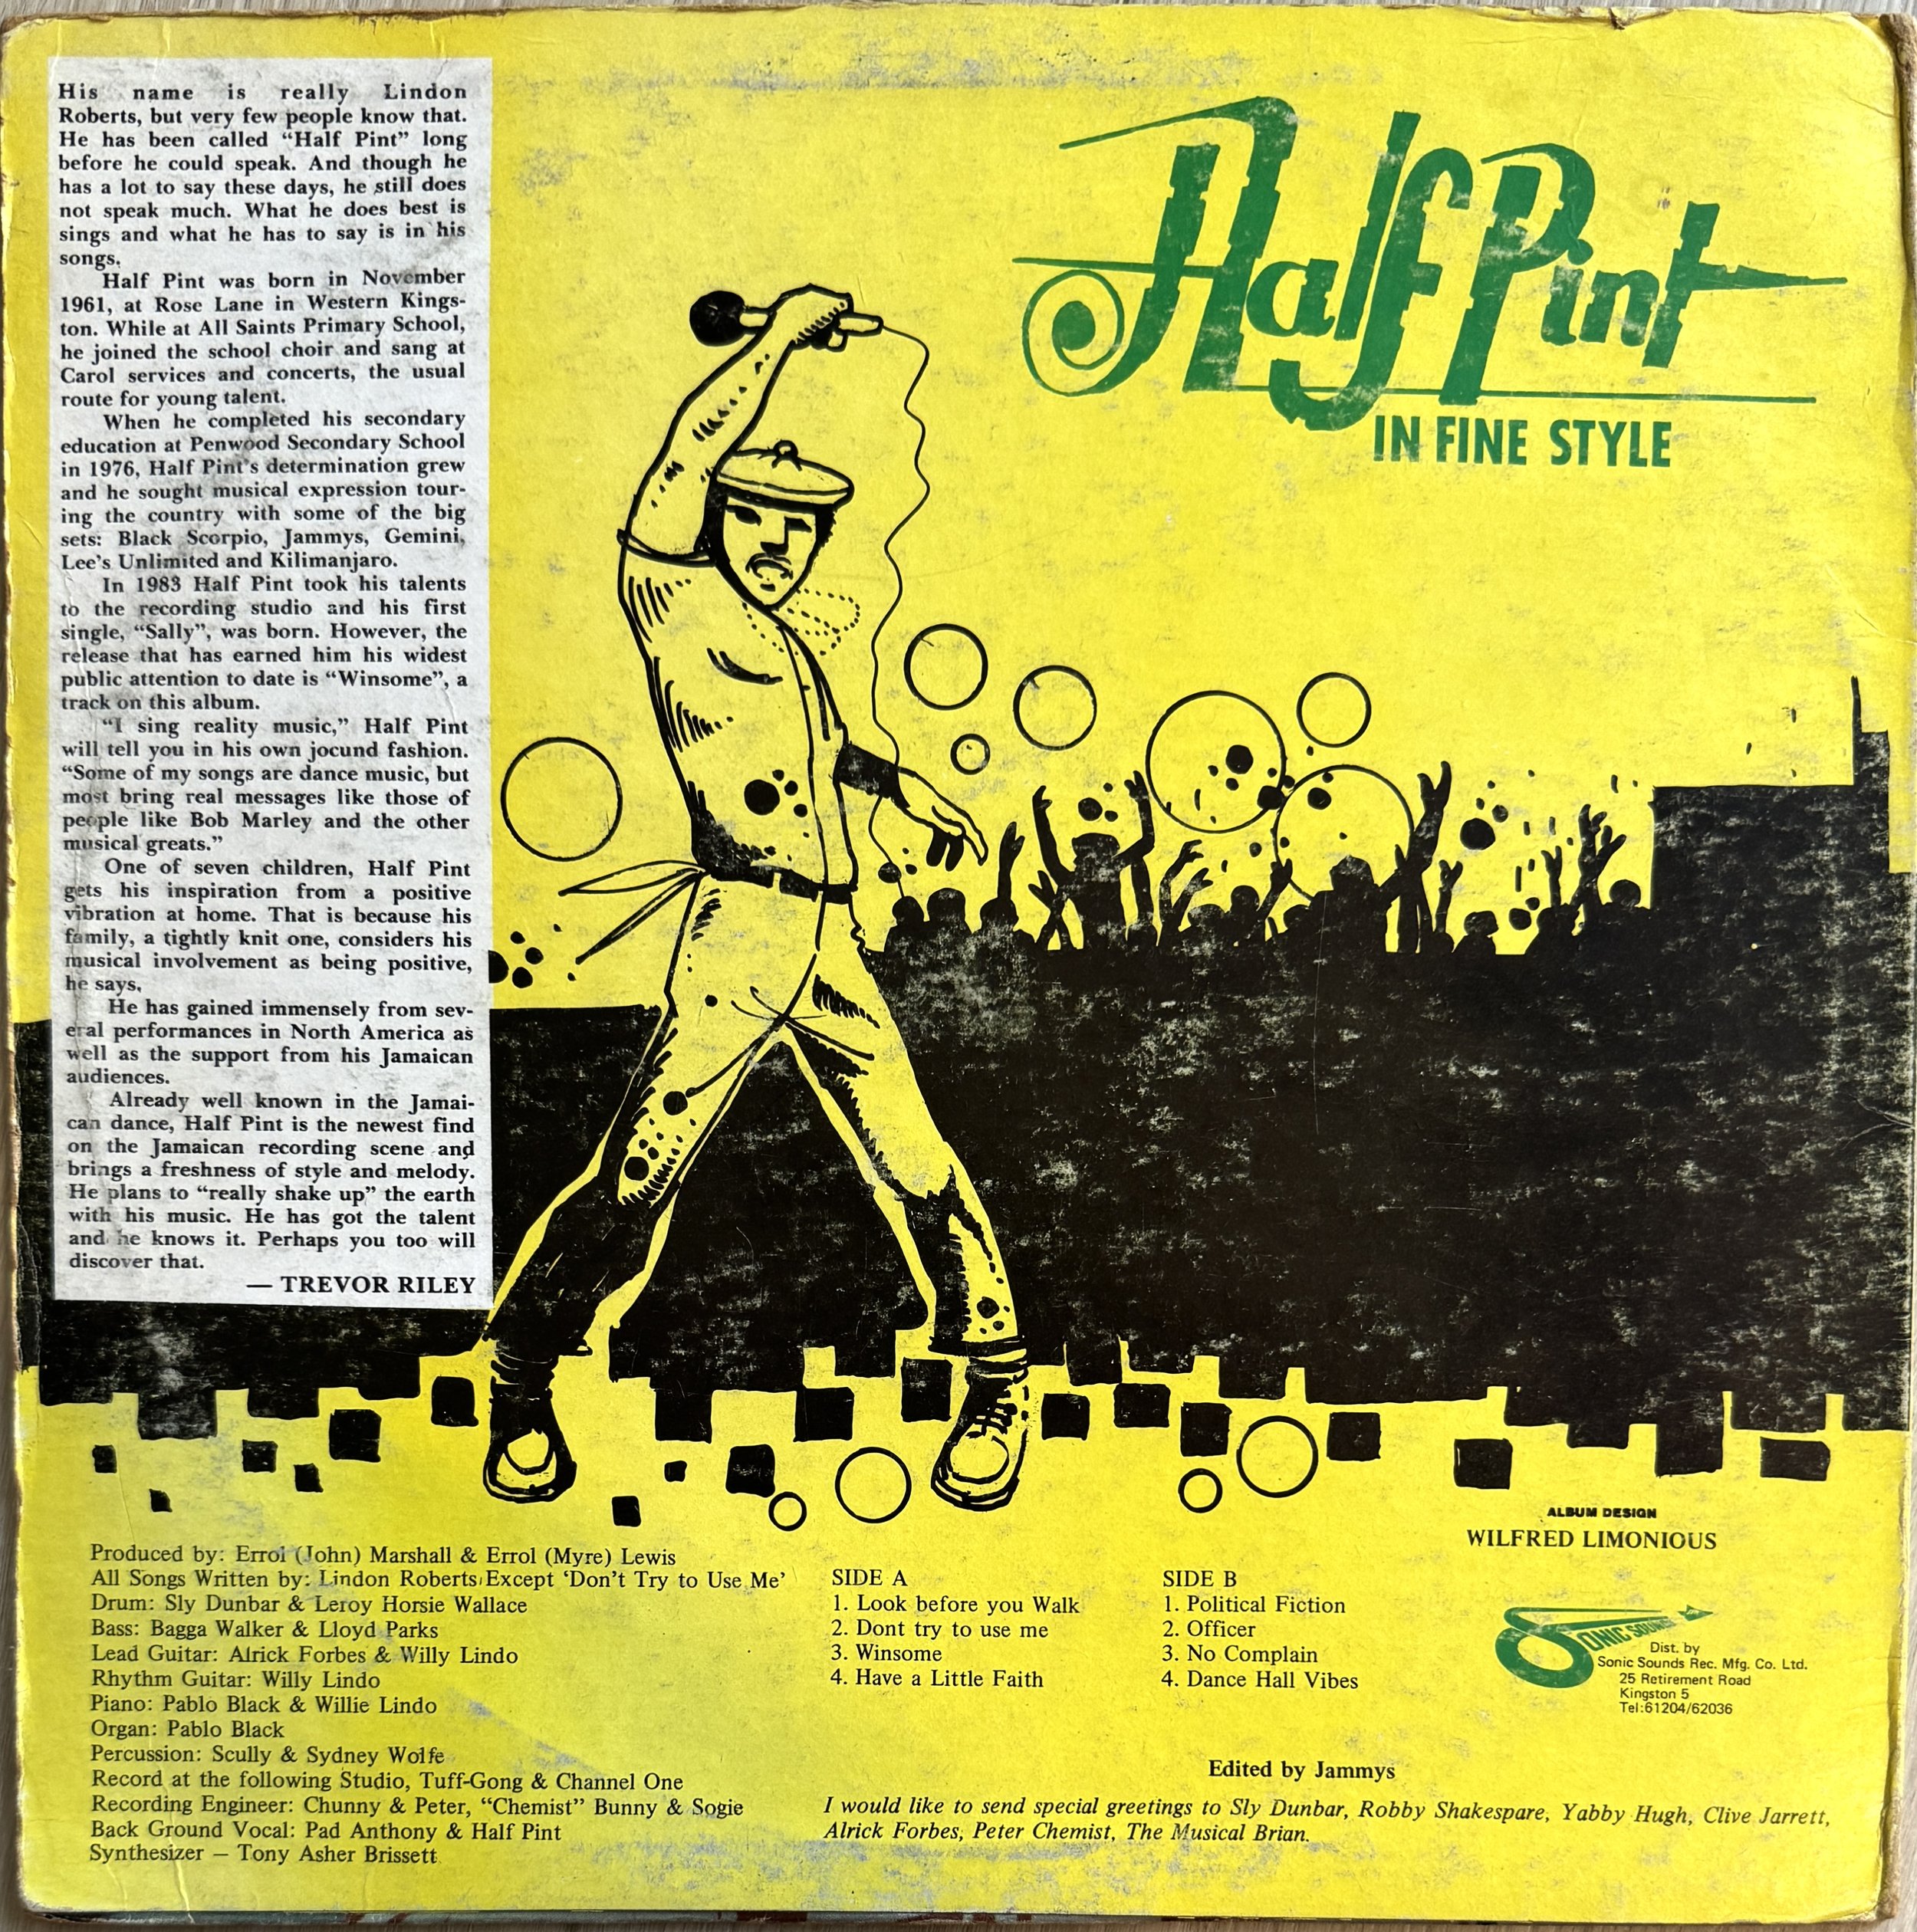 His name is really Lindon
Roberts, but very few people know that.
He has been called “Half Pint” long
before he could speak. And though he
has a lot to say these days, he still does
not speak much. What he does best is
sings and what he has to say is in his
songs.
Half Pint was born in November
1961, at Rose Lane in Western Kings-
ton. While at All Saints Primary School,
he joined the school choir and sang at
Carol services and concerts, the usual
route for young talent.
When he completed his secondary
education at Penwood Secondary School
in 1976, Half Pint's determination grew
and he sought musical expression tour-
ing the country with some of the big
sets: Black Scorpio, Jammys, Gemini,
Lee's Unlimited and Kilimanjaro.
In 1983 Half Pint took his talents
to the recording studio and his first
single, “Sally”, was born. However, the
release that has earned him his widest
public attention to date is “Winsome”, a
track on this album.
“I sing reality music,” Half Pint
will tell you in his own jocund fashion.
“Some of my songs are dance music, but
most bring real messages like those of
people like Bob Marley and the other
musical greats.”
One of seven children, Half Pint
gets his inspiration from a positive
vibration at home. That is because his
family, a tightly knit one, considers his
musical involvement as being positive,
he says.
He has gained immensely from sev-
eral performances in North America as
well as the support from his Jamaican
audiences.
Already well known in the Jamai-
can dance, Half Pint is the newest find
on the Jamaican recording scene and
brings a freshness of style and melody.
He plans to “really shake up” the earth
with his music. He has got the talent
and he knows it. Perhaps you too will
discover that.
— TREVOR RILEY
Half Pint
IN FINE STYLE
Produced by: Errol (John) Marshall & Errol (Myre) Lewis
All Songs Written by: Lindon Roberts Except ‘Don't Try to Use Me’
Drum: Sly Dunbar & Leroy Horsie Wallace
Bass: Bagga Walker & Lloyd Parks
Lead Guitar: Alrick Forbes & Willy Lindo
Rhythm Guitar: Willy Lindo
Piano: Pablo Black & Willie Lindo
Organ: Pablo Black
Percussion: Scully & Sydney Wolfe
Record at the following Studio, Tuff-Gong & Channel One
Recording Engineer: Chunny & Peter, “Chemist” Bunny & Sogie
Back Ground Vocal: Pad Anthony & Half Pint
Synthesizer — Tony Asher Brissett
SIDE A
1. Look before you Walk
2. Dont try to use me
3. Winsome
4. Have a Little Faith
SIDE B
1. Political Fiction
2. Officer
3. No Complain
4. Dance Hall Vibes
ALBUM DESIGN
WILFRED LIMONIOUS
SONIC SOUNDS
Dist. by
Sonic Sounds Rec. Mfg. Co. Ltd.
25 Retirement Road
Kingston 5
Tel:61204/62036
Edited by Jammys
I would like to send special greetings to Sly Dunbar, Robby Shakespare, Yabby Hugh, Clive Jarrett,
Alrick Forbes, Peter Chemist, The Musical Brian.